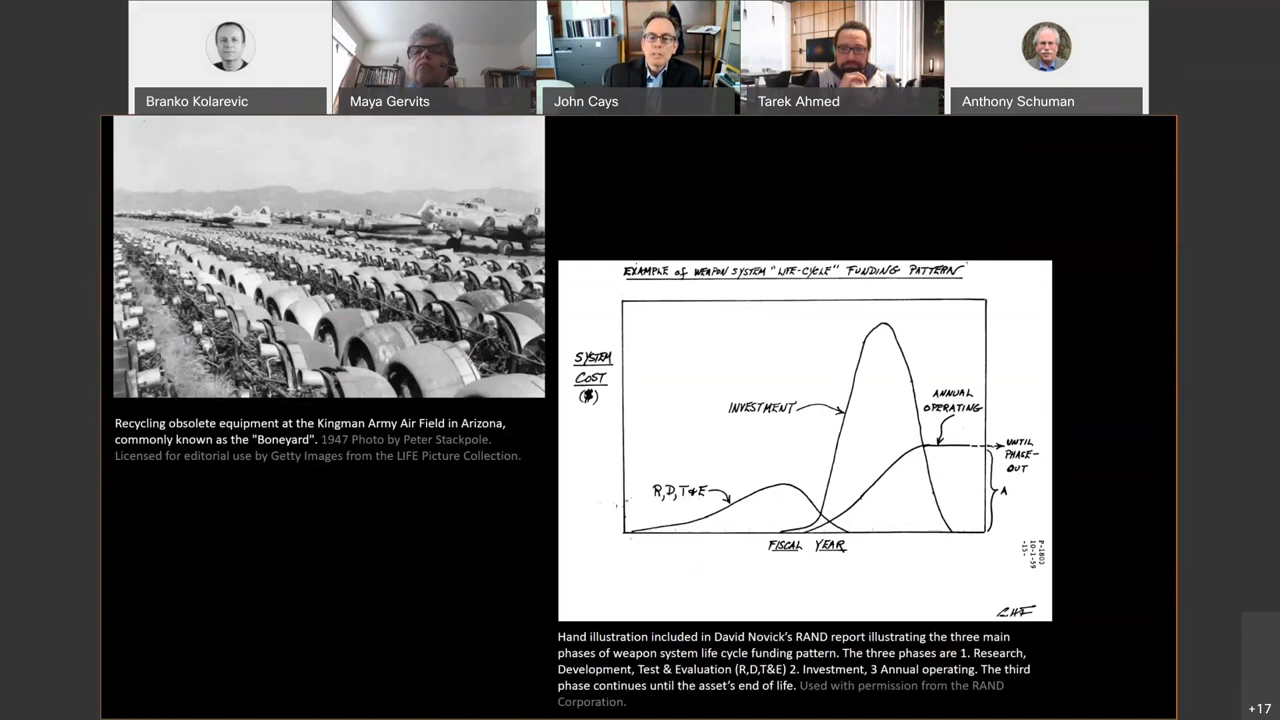 Branko Kolarevic
Maya Gervits
John Cays
Tarek Ahmed
Anthony Schuman
Recycling obsolete equipment at the Kingman Army Air Field in Arizona,
commonly known as the "Boneyard". 1947 Photo by Peter Stackpole.
Licensed for editorial use by Getty Images from the LIFE Picture Collection.
EXAMPLE of WEAPON SYSTEM "LIFE-CYCLE" FUNDING PATTERN
SYSTEM
COST
($)
INVESTMENT
ANNUAL
OPERATING
UNTIL
PHASE-
OUT
A
R, D, T & E
FISCAL YEAR
P-1803
10-1-59
-15-
Hand illustration included in David Novick's RAND report illustrating the three main
phases of weapon system life cycle funding pattern. The three phases are 1. Research,
Development, Test & Evaluation (R,D,T&E) 2. Investment, 3 Annual operating. The third
phase continues until the asset's end of life. Used with permission from the RAND
Corporation.
+17